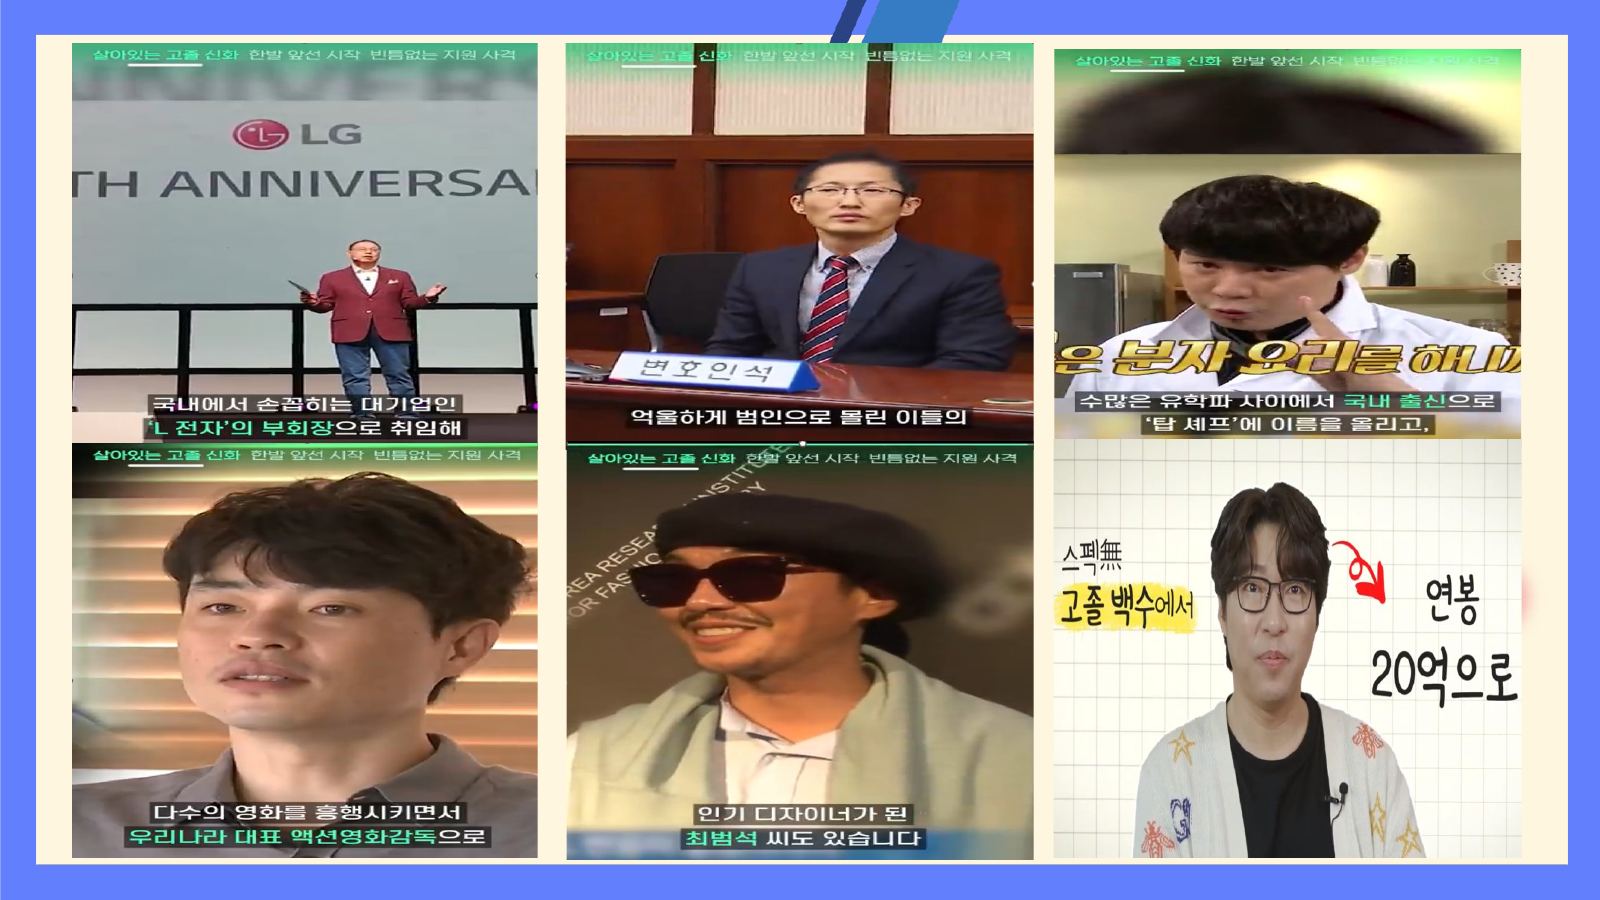 살아있는 고졸 신화 한발 앞선 시작 빈틈없는 지원 사격
NNIVER
LG
TH ANNIVERSA
국내에서 손꼽히는 대기업인
'L 전자'의 부회장으로 취임해
살아있는 고졸 신화 한발 앞선 시작 빈틈없는 지원 사격
변호인석
억울하게 범인으로 몰린 이들의
살아있는 고졸 신화 한발 앞선 시작 빈틈없는 지원 사격
은 분자 요리를 하니까
수많은 유학파 사이에서 국내 출신으로
'탑 셰프'에 이름을 올리고,
살아있는 고졸 신화 한발 앞선 시작 빈틈없는 지원 사격
다수의 영화를 흥행시키면서
우리나라 대표 액션영화감독으로
살아있는 고졸 신화 한발 앞선 시작 빈틈없는 지원 사격
REA RESEA INSTITUTE
OR FASHIO RY
인기 디자이너가 된
최범석 씨도 있습니다
스펙無
고졸 백수에서
연봉
20억으로